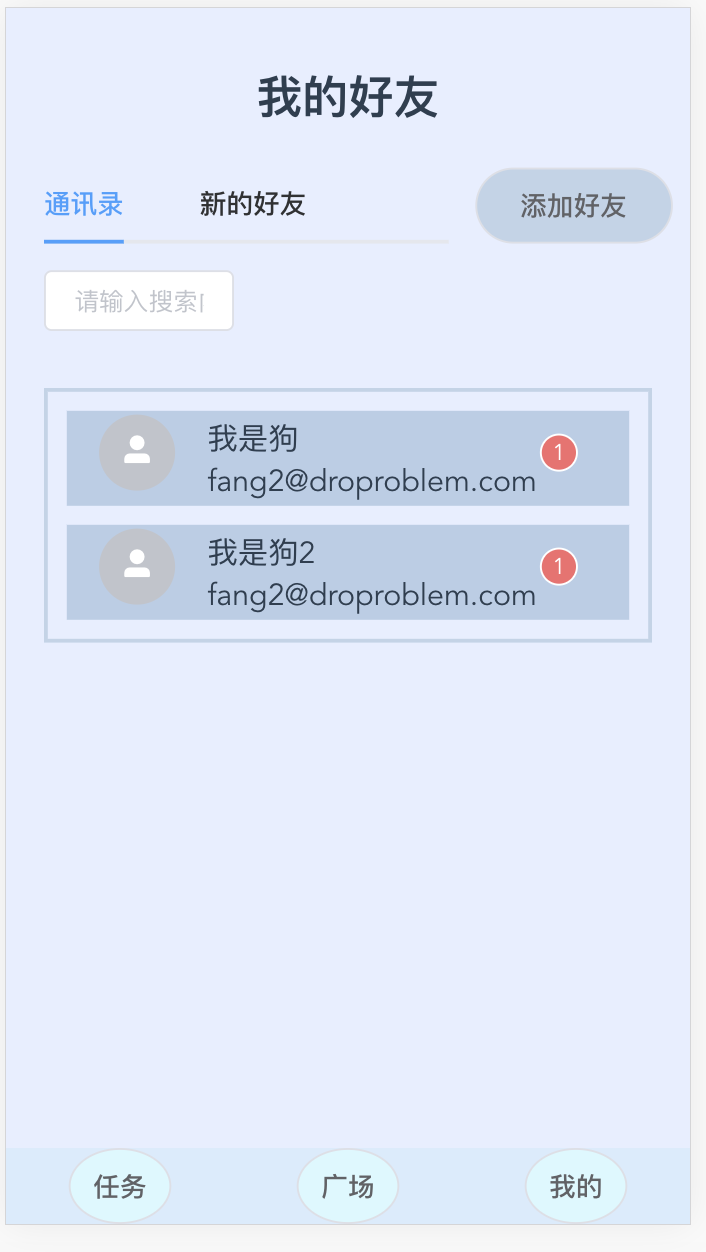 我的好友
通讯录 新的好友 添加好友
请输入搜索
我是狗
fang2@droproblem.com
1
我是狗2
fang2@droproblem.com
1
任务 广场 我的